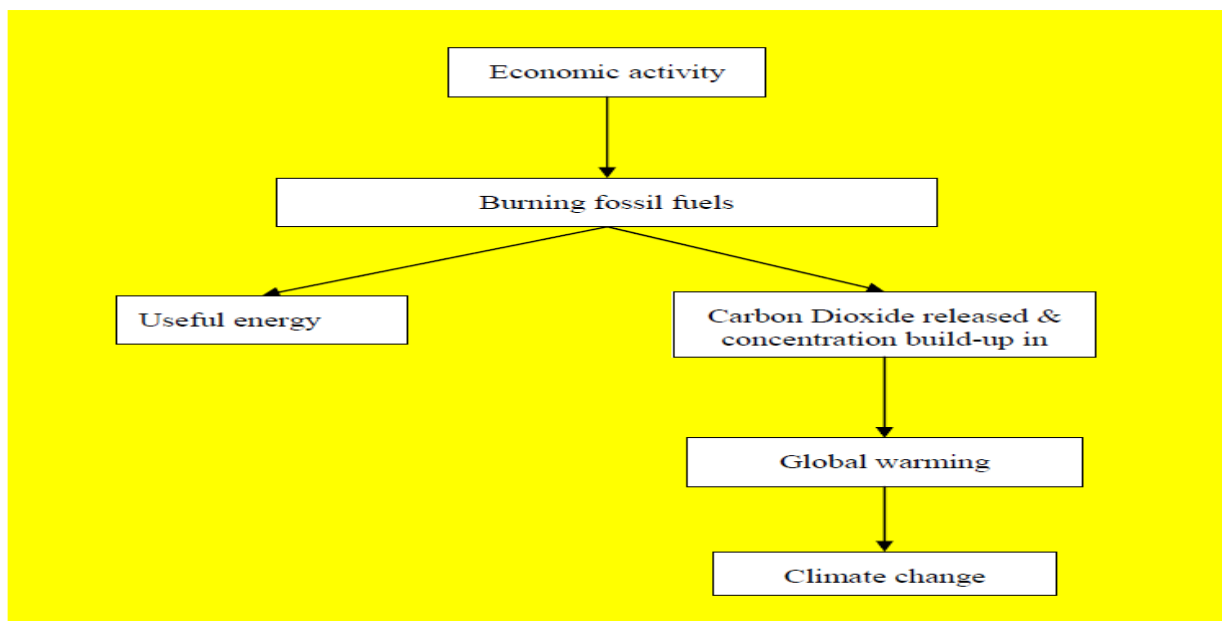 Economic activity
Burning fossil fuels
Useful energy
Carbon Dioxide released &
concentration build-up in
Global warming
Climate change